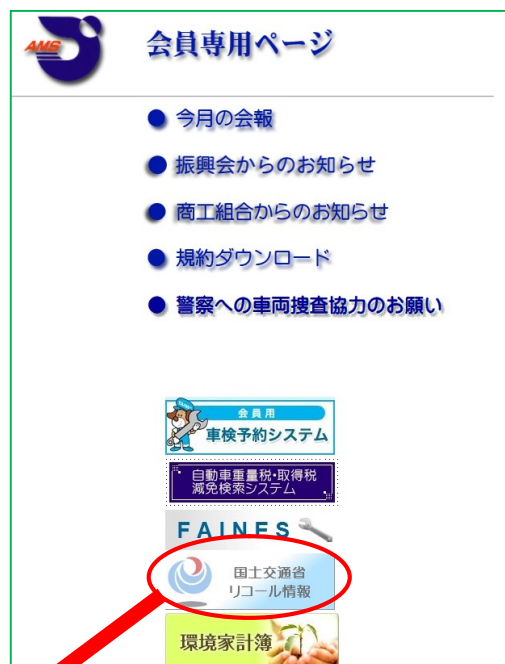 AMS
会員専用ページ
● 今月の会報
● 振興会からのお知らせ
● 商工組合からのお知らせ
● 規約ダウンロード
● 警察への車両捜査協力のお願い
会員用
車検予約システム
自動車重量税・取得税
減免検索システム
FAINES
国土交通省
リコール情報
環境家計簿